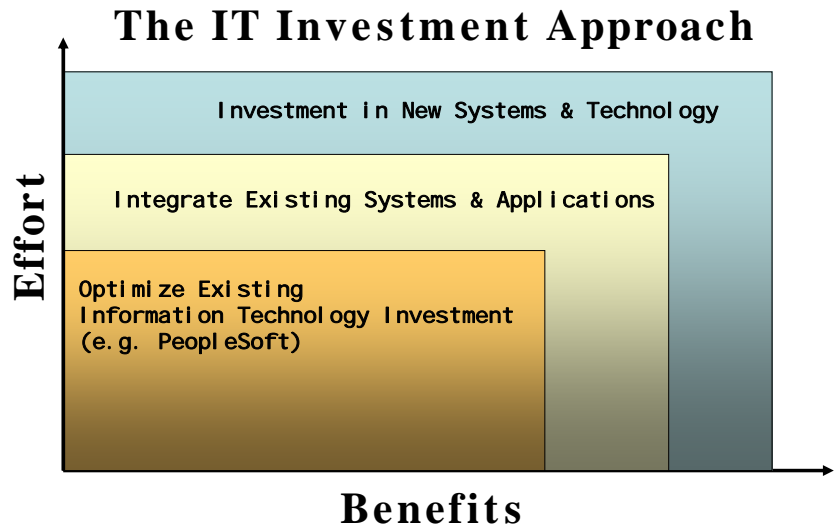 The IT Investment Approach
Investment in New Systems & Technology
Integrate Existing Systems & Applications
Effort
Optimize Existing
Information Technology Investment
(e.g. PeopleSoft)
Benefits